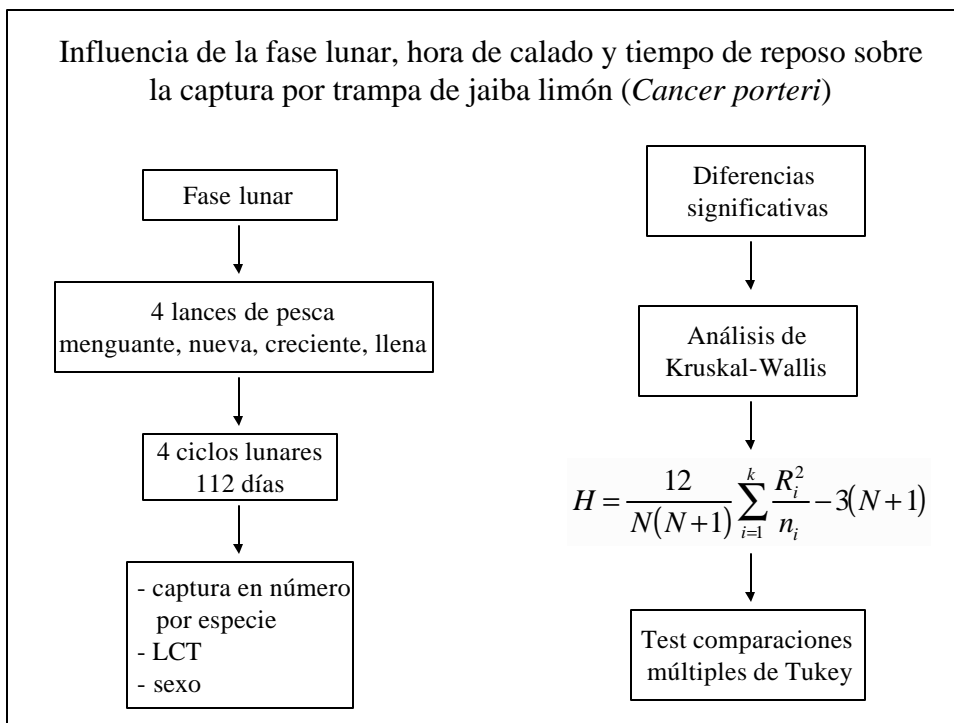 Influencia de la fase lunar, hora de calado y tiempo de reposo sobre
la captura por trampa de jaiba limón (Cancer porteri)
Fase lunar
4 lances de pesca
menguante, nueva, creciente, llena
4 ciclos lunares
112 días
- captura en número
por especie
- LCT
- sexo
Diferencias
significativas
Análisis de
Kruskal-Wallis
H = \frac{12}{N(N+1)} \sum_{i=1}^{k} \frac{R_i^2}{n_i} - 3(N+1)
Test comparaciones
múltiples de Tukey